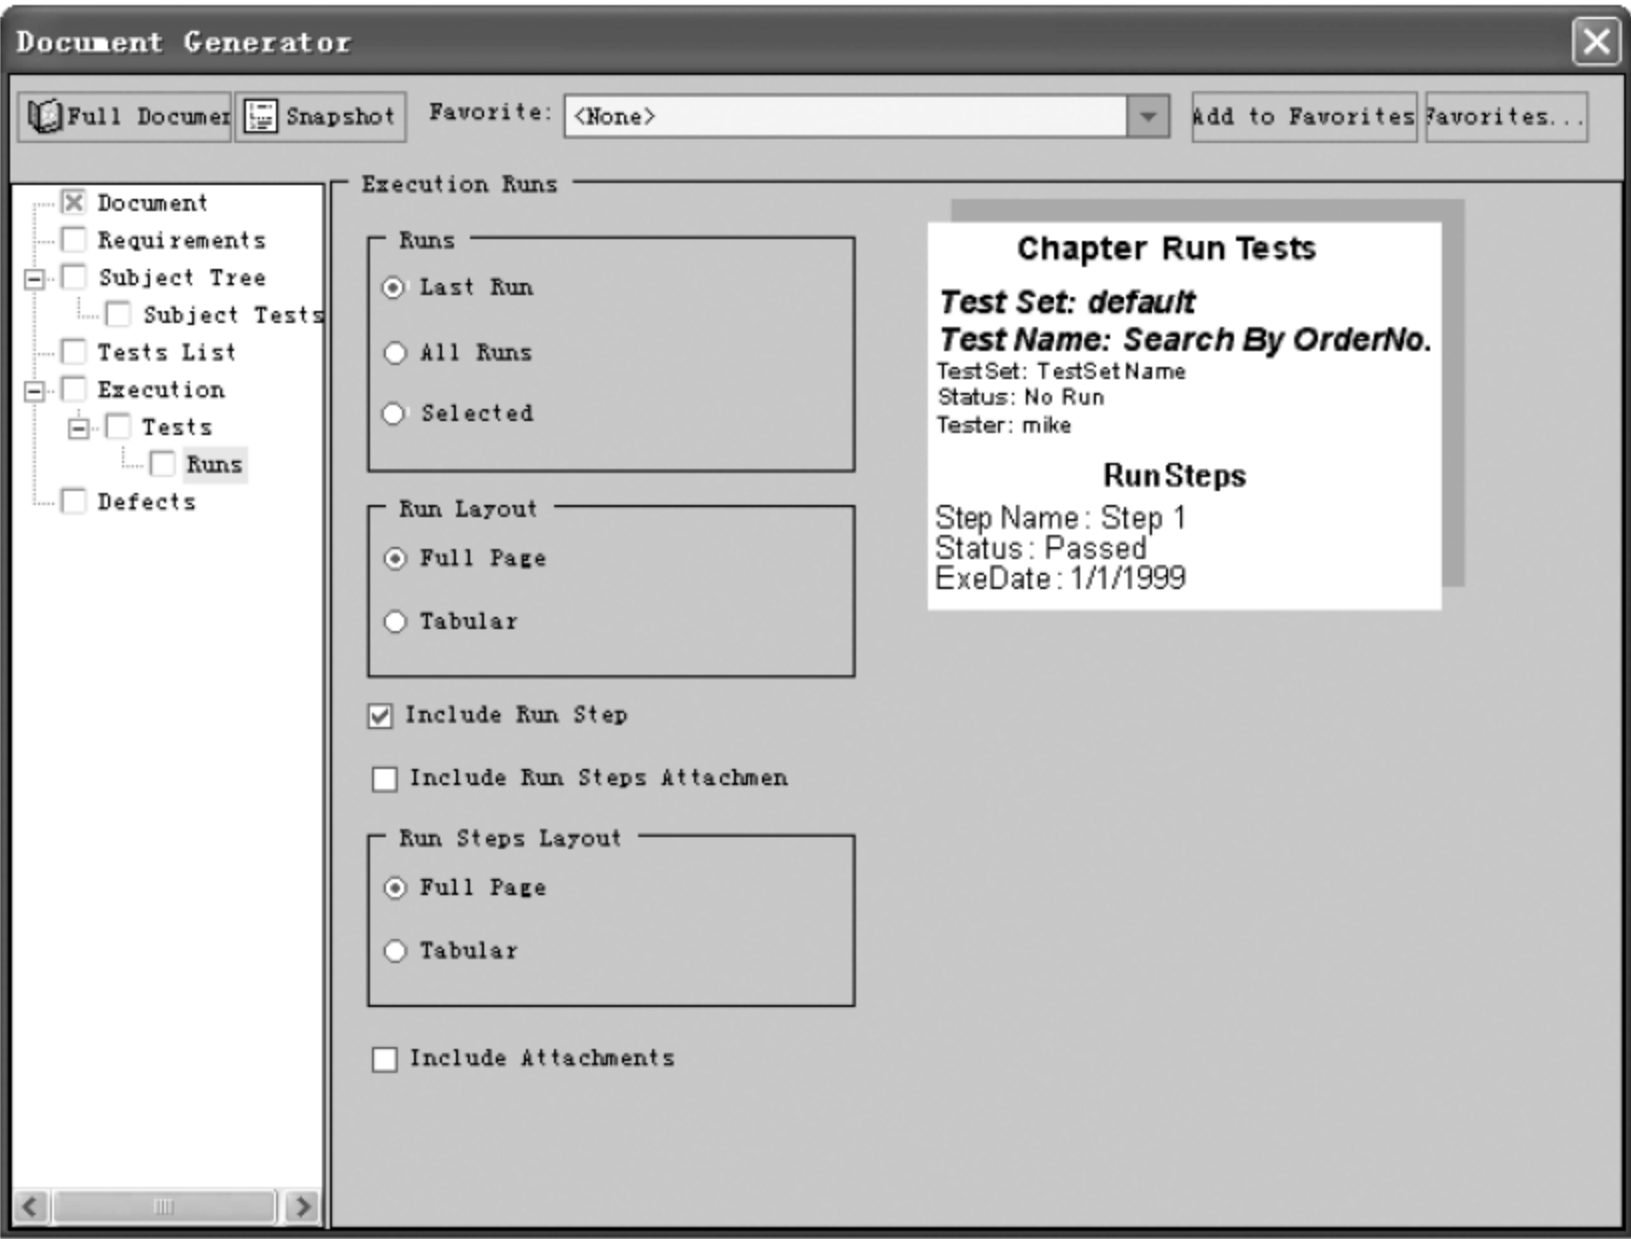 Document Generator
Full Documen Snapshot Favorite: <None> Add to Favorites Favorites...
Document
Requirements
Subject Tree
Subject Tests
Tests List
Execution
Tests
Runs
Defects
Execution Runs
Runs
Last Run
All Runs
Selected
Run Layout
Full Page
Tabular
Include Run Step
Include Run Steps Attachmen
Run Steps Layout
Full Page
Tabular
Include Attachments
Chapter Run Tests
Test Set: default
Test Name: Search By OrderNo.
TestSet: TestSetName
Status: No Run
Tester: mike
Run Steps
Step Name: Step 1
Status: Passed
ExeDate: 1/1/1999